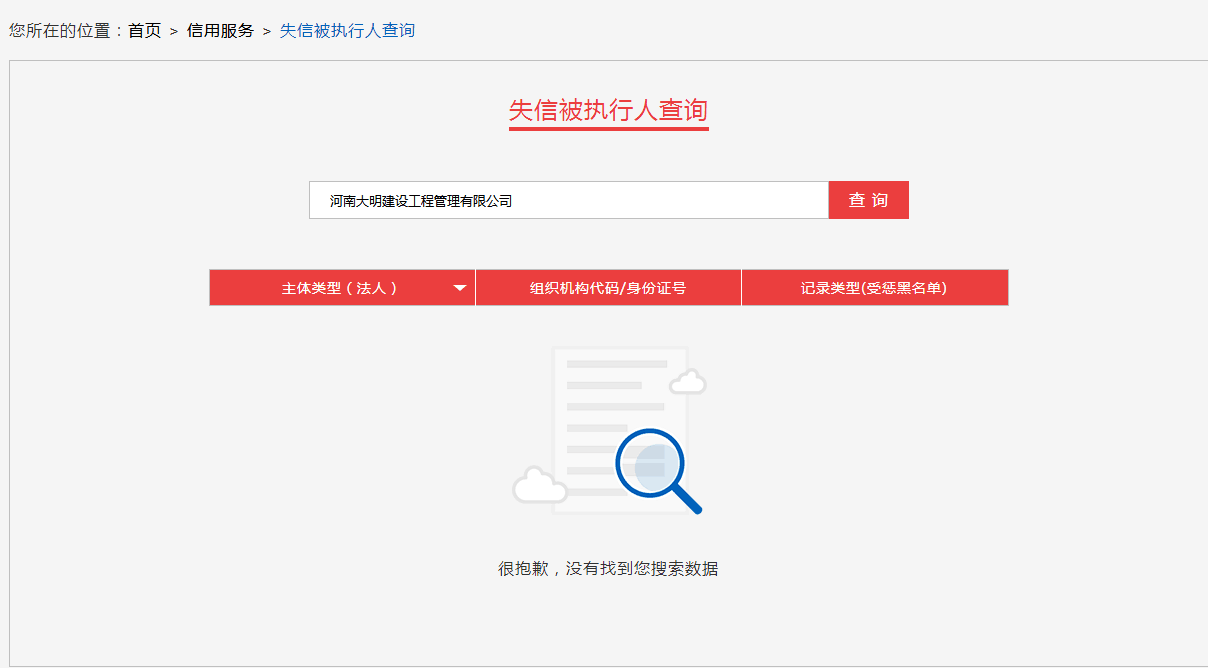 您所在的位置：首页 > 信用服务 > 失信被执行人查询
失信被执行人查询
河南大明建设工程管理有限公司 查 询
主体类型（法人） 组织机构代码/身份证号 记录类型(受惩黑名单)
很抱歉，没有找到您搜索数据